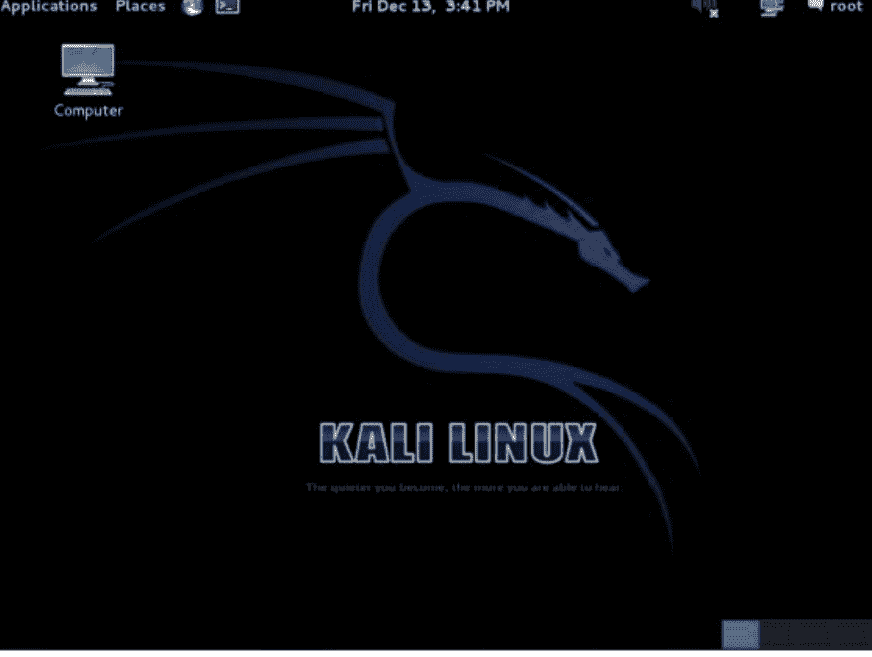 Applications Places Fri Dec 13, 3:41 PM root
Computer
KALI LINUX
The quieter you become, the more you are able to hear.